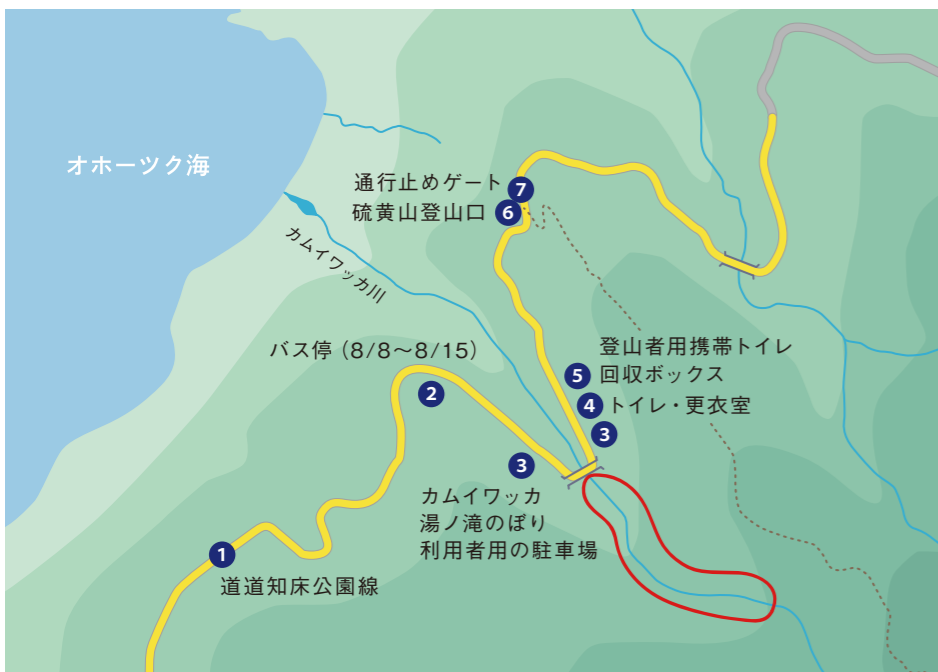 オホーツク海
通行止めゲート
7
硫黄山登山口
6
カムイワッカ川
バス停（8/8～8/15）
2
登山者用携帯トイレ
5
回収ボックス
4
トイレ・更衣室
3
3
カムイワッカ
湯ノ滝のぼり
利用者用の駐車場
1
道道知床公園線